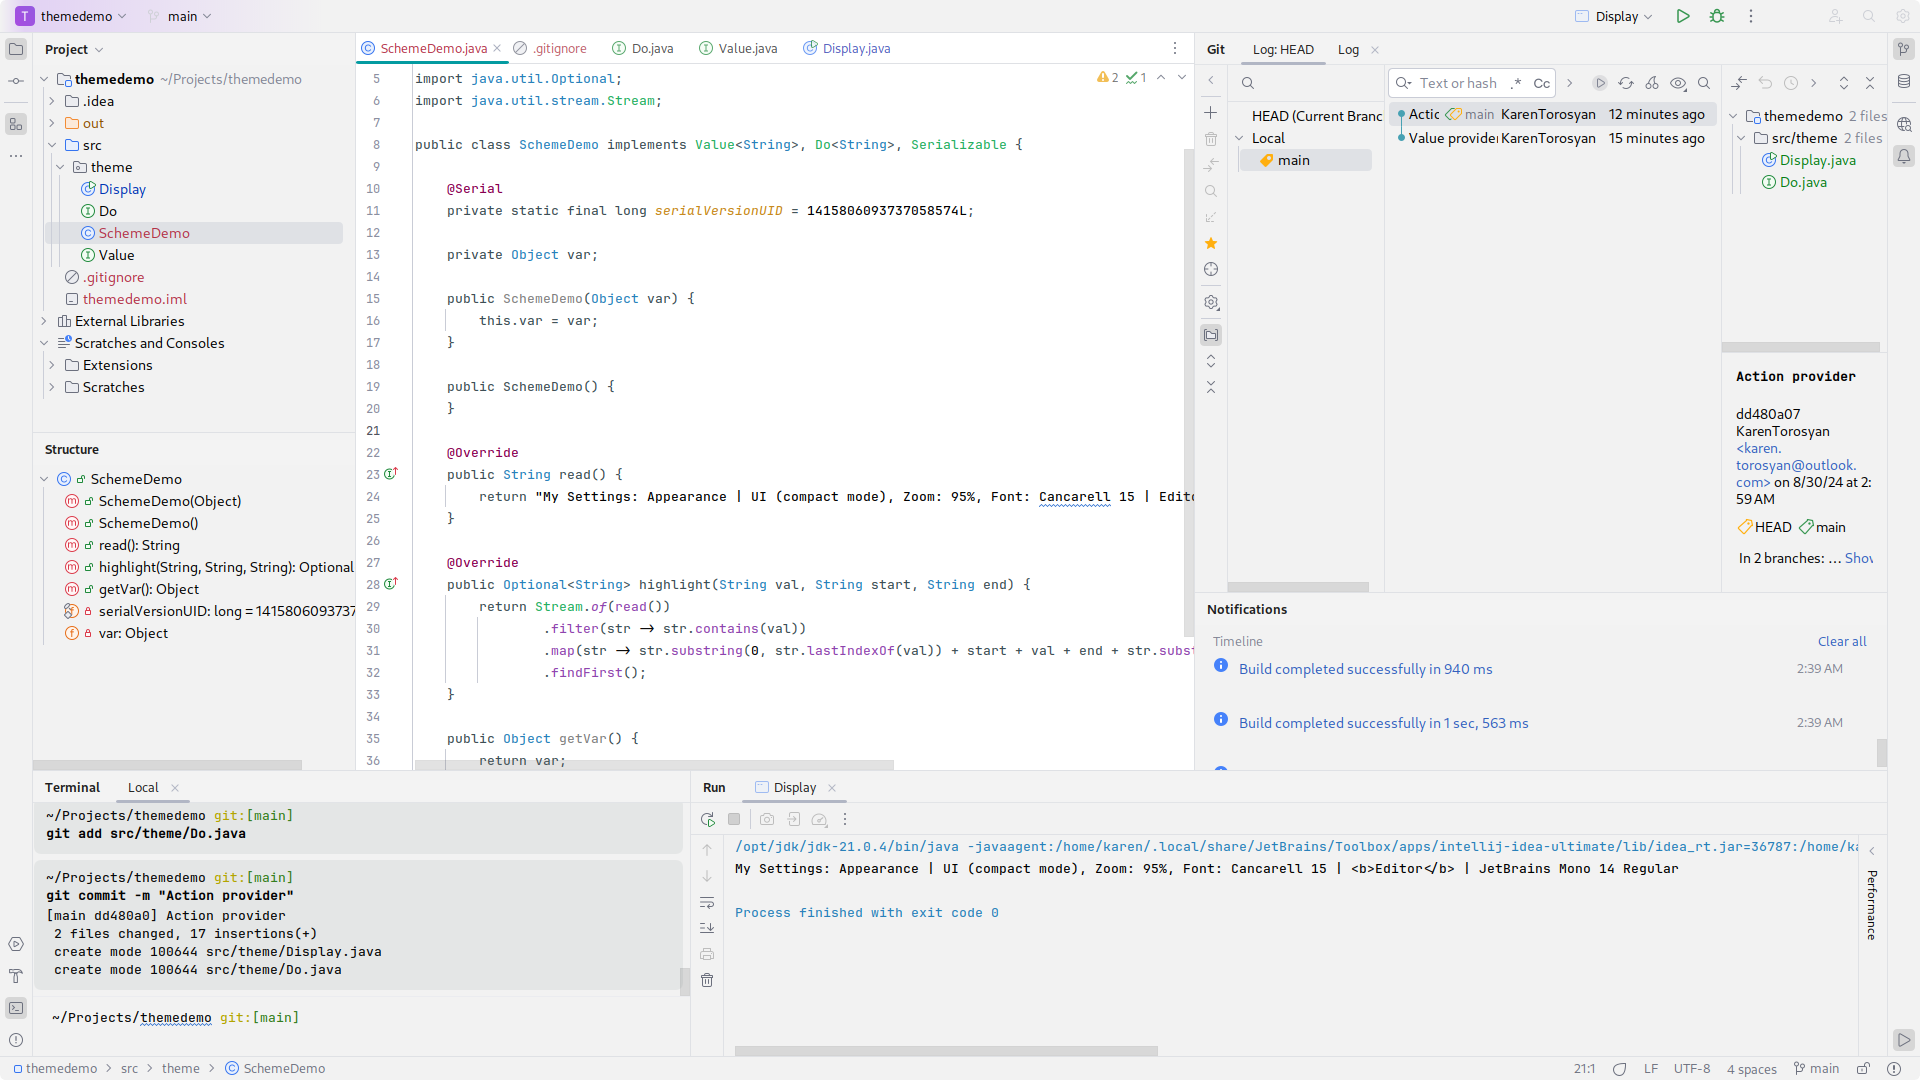 T themedemo main Display
Project
themedemo ~/Projects/themedemo
.idea
out
src
theme
Display
Do
SchemeDemo
Value
.gitignore
themedemo.iml
External Libraries
Scratches and Consoles
Extensions
Scratches
Structure
SchemeDemo
SchemeDemo(Object)
SchemeDemo()
read(): String
highlight(String, String, String): Optional
getVar(): Object
serialVersionUID: long = 1415806093737
var: Object
SchemeDemo.java .gitignore Do.java Value.java Display.java
2 1
5 import java.util.Optional;
6 import java.util.stream.Stream;
7
8 public class SchemeDemo implements Value<String>, Do<String>, Serializable {
9
10 @Serial
11 private static final long serialVersionUID = 1415806093737058574L;
12
13 private Object var;
14
15 public SchemeDemo(Object var) {
16 this.var = var;
17 }
18
19 public SchemeDemo() {
20 }
21
22 @Override
23 public String read() {
24 return "My Settings: Appearance | UI (compact mode), Zoom: 95%, Font: Cancarell 15 | Edito
25 }
26
27 @Override
28 public Optional<String> highlight(String val, String start, String end) {
29 return Stream.of(read())
30 .filter(str -> str.contains(val))
31 .map(str -> str.substring(0, str.lastIndexOf(val)) + start + val + end + str.subst
32 .findFirst();
33 }
34
35 public Object getVar() {
36 return var;
Git Log: HEAD Log
HEAD (Current Branc
Local
main
Text or hash .* Cc
Actic main KarenTorosyan 12 minutes ago
Value provider KarenTorosyan 15 minutes ago
themedemo 2 files
src/theme 2 files
Display.java
Do.java
Action provider
dd480a07
KarenTorosyan
<karen.
torosyan@outlook.
com> on 8/30/24 at 2:
59 AM
HEAD main
In 2 branches: … Show
Notifications
Timeline Clear all
Build completed successfully in 940 ms 2:39 AM
Build completed successfully in 1 sec, 563 ms 2:39 AM
Terminal Local
~/Projects/themedemo git:[main]
git add src/theme/Do.java
~/Projects/themedemo git:[main]
git commit -m "Action provider"
[main dd480a0] Action provider
2 files changed, 17 insertions(+)
create mode 100644 src/theme/Display.java
create mode 100644 src/theme/Do.java
~/Projects/themedemo git:[main]
Run Display
/opt/jdk/jdk-21.0.4/bin/java -javaagent:/home/karen/.local/share/JetBrains/Toolbox/apps/intellij-idea-ultimate/lib/idea_rt.jar=36787:/home/ka
My Settings: Appearance | UI (compact mode), Zoom: 95%, Font: Cancarell 15 | <b>Editor</b> | JetBrains Mono 14 Regular
Process finished with exit code 0
Performance
themedemo > src > theme > SchemeDemo
21:1 LF UTF-8 4 spaces main